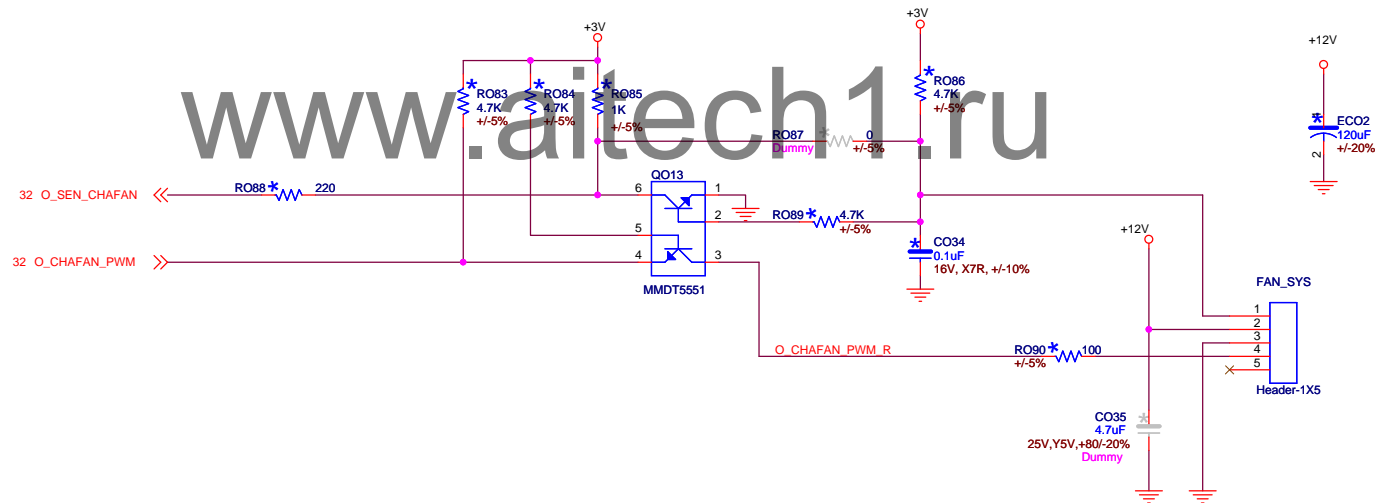 +3V
+3V
+12V
www.aitech1.ru
RO83
4.7K
+/-5%
RO84
4.7K
+/-5%
RO85
1K
+/-5%
RO86
4.7K
+/-5%
RO87
Dummy
0
+/-5%
ECO2
120uF
+/-20%
2
32 O_SEN_CHAFAN
RO88
220
QO13
6
1
2
5
4
3
MMDT5551
RO89
4.7K
+/-5%
32 O_CHAFAN_PWM
CO34
0.1uF
16V, X7R, +/-10%
+12V
FAN_SYS
1
2
3
4
5
Header-1X5
O_CHAFAN_PWM_R
RO90
100
+/-5%
CO35
4.7uF
25V,Y5V,+80/-20%
Dummy